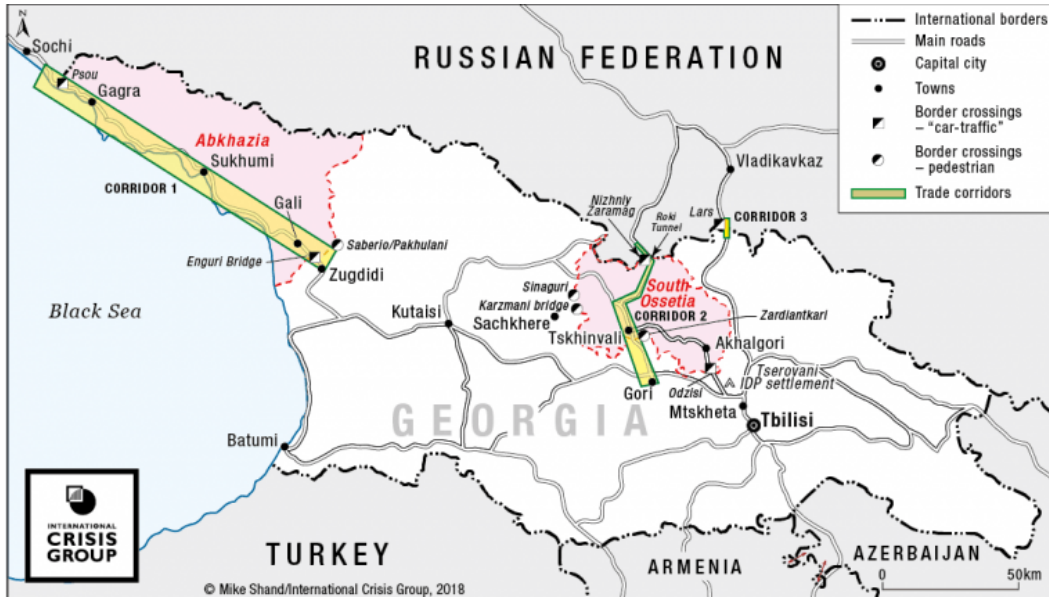 N
Sochi
Psou
Gagra
RUSSIAN FEDERATION
Abkhazia
Sukhumi
CORRIDOR 1
Gali
Saberio/Pakhulani
Enguri Bridge
Zugdidi
Black Sea
Vladikavkaz
Nizhniy
Zaramag
Roki
Tunnel
Lars
CORRIDOR 3
Sinaguri
Karzmani bridge
Sachkhere
South-
Ossetia
CORRIDOR 2
Zardiantkari
Tskhinvali
Kutaisi
Akhalgori
Tserovani
IDP settlement
Odzisi
Gori
Mtskheta
Tbilisi
GEORGIA
Batumi
TURKEY
ARMENIA
AZERBAIJAN
0 50km
International borders
Main roads
Capital city
Towns
Border crossings
– “car-traffic”
Border crossings
– pedestrian
Trade corridors
INTERNATIONAL
CRISIS
GROUP
© Mike Shand/International Crisis Group, 2018